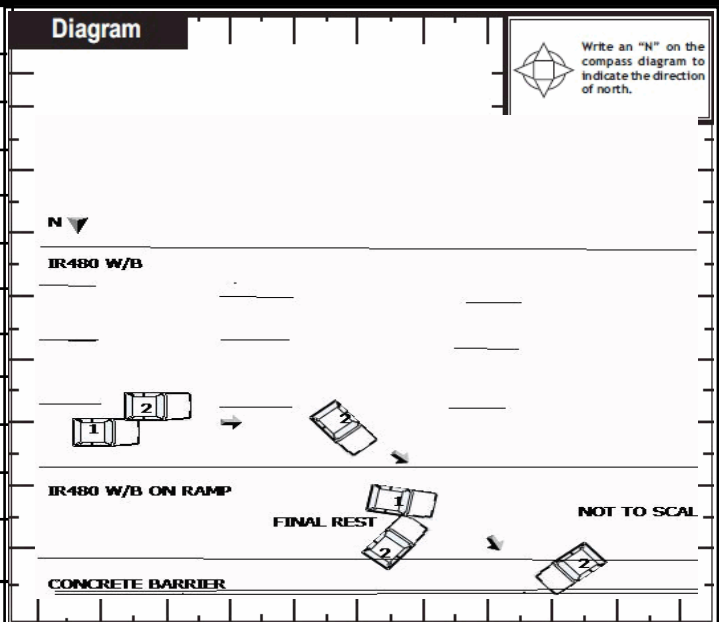 Diagram
Write an "N" on the
compass diagram to
indicate the direction
of north.
N
IR480 W/B
2
1
2
IR480 W/B ON RAMP
1
FINAL REST
NOT TO SCAL
2
2
CONCRETE BARRIER